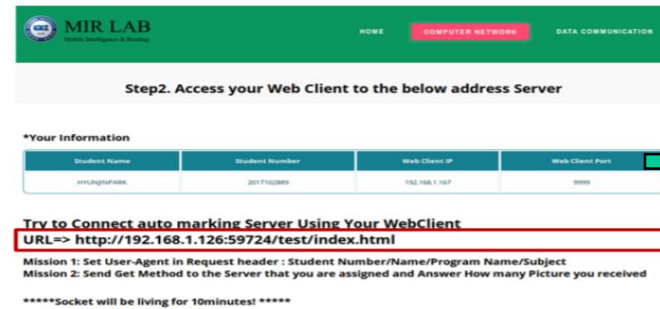 MIR LAB
Mobile Intelligence & Routing
HOME COMPUTER NETWORK DATA COMMUNICATION
Step2. Access your Web Client to the below address Server
*Your Information
Student Name Student Number Web Client IP Web Client Port
HYUNJINPARK 2017102889 192.168.1.167 9999
Try to Connect auto marking Server Using Your WebClient
URL=> http://192.168.1.126:59724/test/index.html
Mission 1: Set User-Agent in Request header : Student Number/Name/Program Name/Subject
Mission 2: Send Get Method to the Server that you are assigned and Answer How many Picture you received
*****Socket will be living for 10minutes! *****